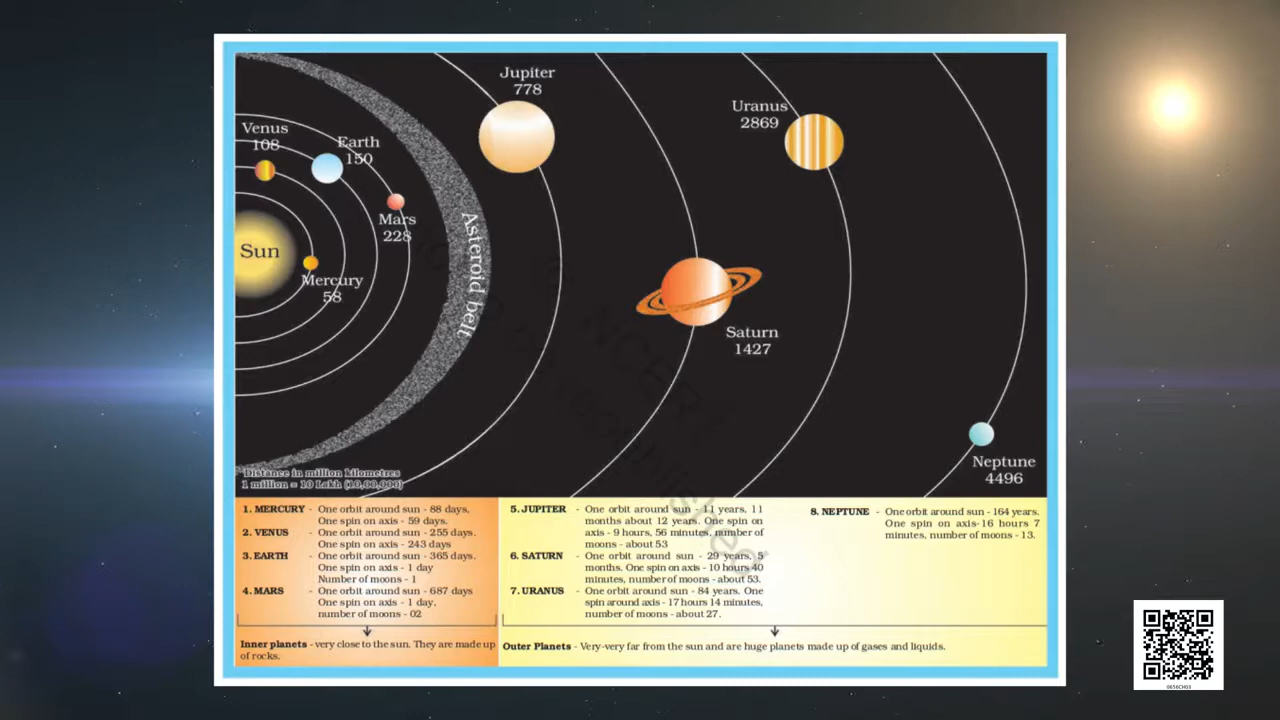 Jupiter
778
Uranus
2869
Venus
108
Earth
150
Mars
228
Sun
Mercury
58
Asteroid belt
Saturn
1427
Neptune
4496
Distance in million kilometres
1 million = 10 Lakh (10,00,000)
1. MERCURY - One orbit around sun - 88 days,
One spin on axis - 59 days.
2. VENUS - One orbit around sun - 255 days.
One spin on axis - 243 days
3. EARTH - One orbit around sun - 365 days.
One spin on axis - 1 day
Number of moons - 1
4. MARS - One orbit around sun - 687 days
One spin on axis - 1 day,
number of moons - 02
Inner planets - very close to the sun. They are made up
of rocks.
5. JUPITER - One orbit around sun - 11 years, 11
months about 12 years. One spin on
axis - 9 hours, 56 minutes, number of
moons - about 53
6. SATURN - One orbit around sun - 29 years, 5
months. One spin on axis - 10 hours 40
minutes, number of moons - about 53.
7. URANUS - One orbit around sun - 84 years. One
spin around axis - 17 hours 14 minutes,
number of moons - about 27.
8. NEPTUNE - One orbit around sun - 164 years.
One spin on axis-16 hours 7
minutes, number of moons - 13.
Outer Planets - Very-very far from the sun and are huge planets made up of gases and liquids.